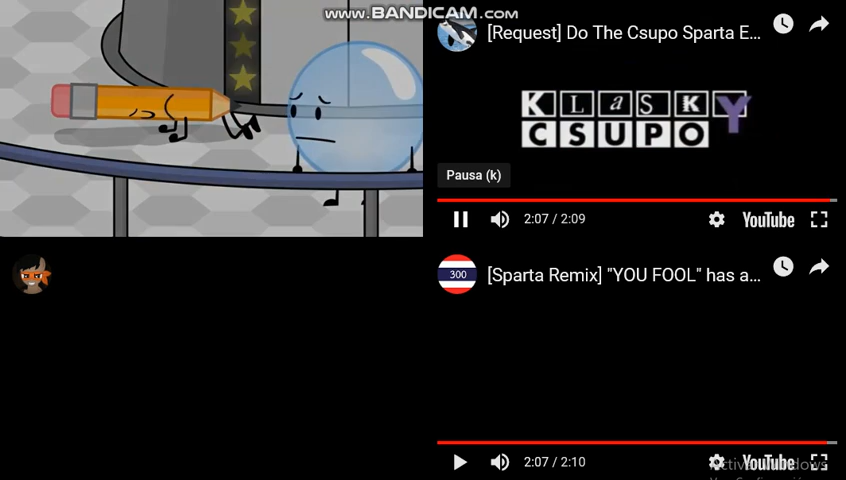 www.BANDICAM.com
[Request] Do The Csupo Sparta E...
KLaSKY
CSUPO
Pausa (k)
2:07 / 2:09
YouTube
300
[Sparta Remix] "YOU FOOL" has a...
2:07 / 2:10
YouTube